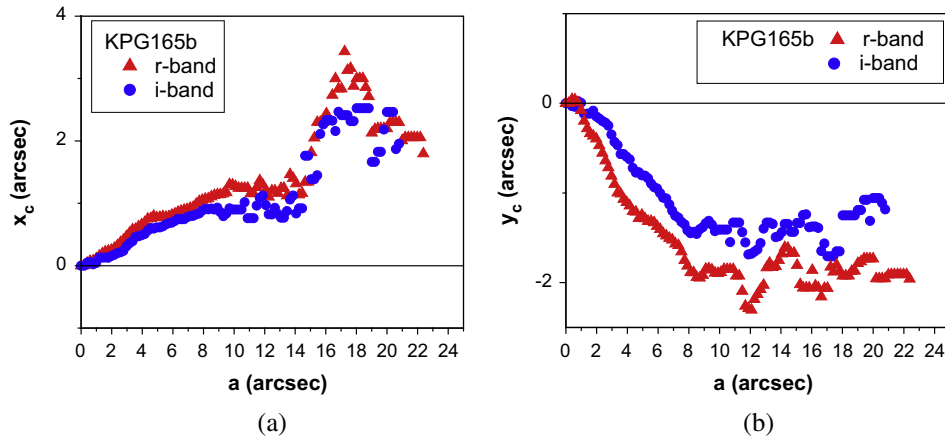 KPG165b
r-band
i-band
4
2
0
x_c (arcsec)
0 2 4 6 8 10 12 14 16 18 20 22 24
a (arcsec)
(a)
KPG165b r-band
i-band
0
-2
y_c (arcsec)
0 2 4 6 8 10 12 14 16 18 20 22 24
a (arcsec)
(b)